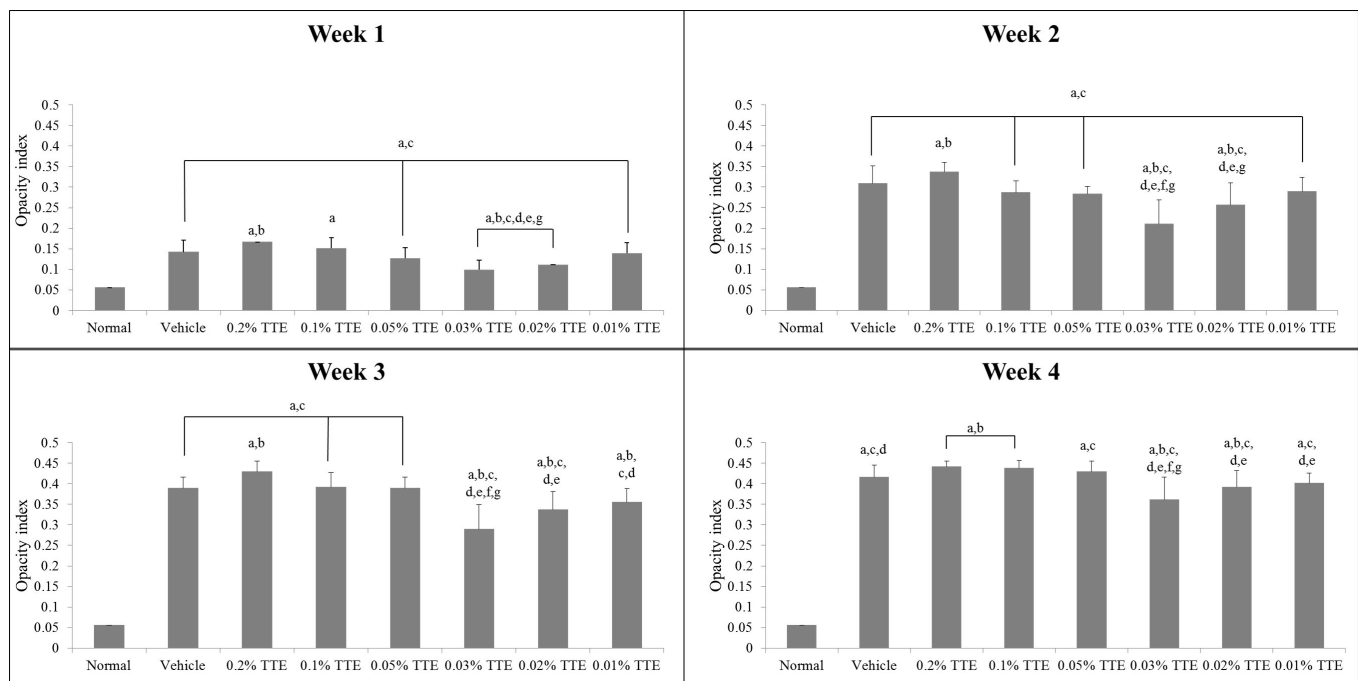 Week 1
Opacity index
0.5
0.45
0.4
0.35
0.3
0.25
0.2
0.15
0.1
0.05
0
a,c
a,b
a
a,b,c,d,e,g
Normal Vehicle 0.2% TTE 0.1% TTE 0.05% TTE 0.03% TTE 0.02% TTE 0.01% TTE
Week 2
Opacity index
0.5
0.45
0.4
0.35
0.3
0.25
0.2
0.15
0.1
0.05
0
a,c
a,b
a,b,c,
d,e,f,g
a,b,c,
d,e,g
Normal Vehicle 0.2% TTE 0.1% TTE 0.05% TTE 0.03% TTE 0.02% TTE 0.01% TTE
Week 3
Opacity index
0.5
0.45
0.4
0.35
0.3
0.25
0.2
0.15
0.1
0.05
0
a,c
a,b
a,b,c,
d,e,f,g
a,b,c,
d,e
a,b,
c,d
Normal Vehicle 0.2% TTE 0.1% TTE 0.05% TTE 0.03% TTE 0.02% TTE 0.01% TTE
Week 4
Opacity index
0.5
0.45
0.4
0.35
0.3
0.25
0.2
0.15
0.1
0.05
0
a,c,d
a,b
a,c
a,b,c,
d,e,f,g
a,b,c,
d,e
a,c,
d,e
Normal Vehicle 0.2% TTE 0.1% TTE 0.05% TTE 0.03% TTE 0.02% TTE 0.01% TTE